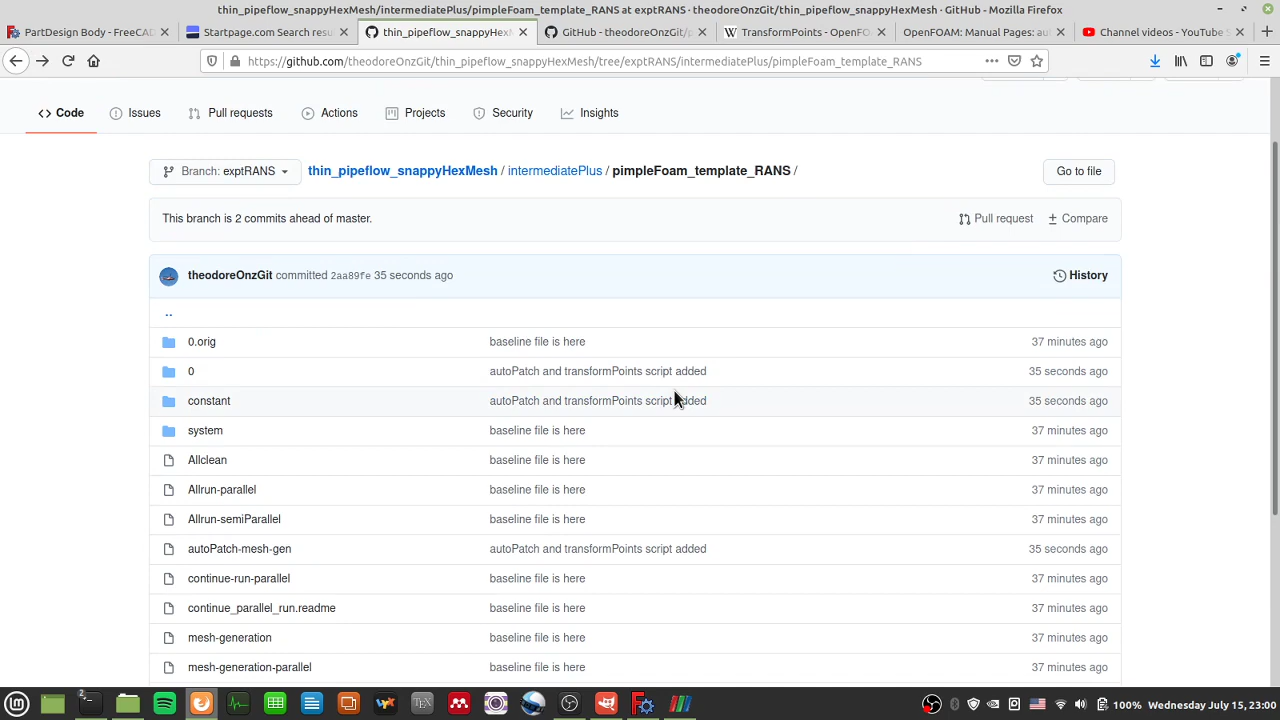 thin_pipeflow_snappyHexMesh/intermediatePlus/pimpleFoam_template_RANS at exptRANS · theodoreOnzGit/thin_pipeflow_snappyHexMesh · GitHub - Mozilla Firefox
PartDesign Body - FreeCA
Startpage.com Search resu
thin_pipeflow_snappyHexM
GitHub - theodoreOnzGit/p
TransformPoints - OpenFO
OpenFOAM: Manual Pages: au
Channel videos - YouTube
https://github.com/theodoreOnzGit/thin_pipeflow_snappyHexMesh/tree/exptRANS/intermediatePlus/pimpleFoam_template_RANS
Code Issues Pull requests Actions Projects Security Insights
Branch: exptRANS thin_pipeflow_snappyHexMesh / intermediatePlus / pimpleFoam_template_RANS / Go to file
This branch is 2 commits ahead of master. Pull request Compare
theodoreOnzGit committed 2aa89fe 35 seconds ago History
..
0.orig baseline file is here 37 minutes ago
0 autoPatch and transformPoints script added 35 seconds ago
constant autoPatch and transformPoints script added 35 seconds ago
system baseline file is here 37 minutes ago
Allclean baseline file is here 37 minutes ago
Allrun-parallel baseline file is here 37 minutes ago
Allrun-semiParallel baseline file is here 37 minutes ago
autoPatch-mesh-gen autoPatch and transformPoints script added 35 seconds ago
continue-run-parallel baseline file is here 37 minutes ago
continue_parallel_run.readme baseline file is here 37 minutes ago
mesh-generation baseline file is here 37 minutes ago
mesh-generation-parallel baseline file is here 37 minutes ago
2
100% Wednesday July 15, 23:00